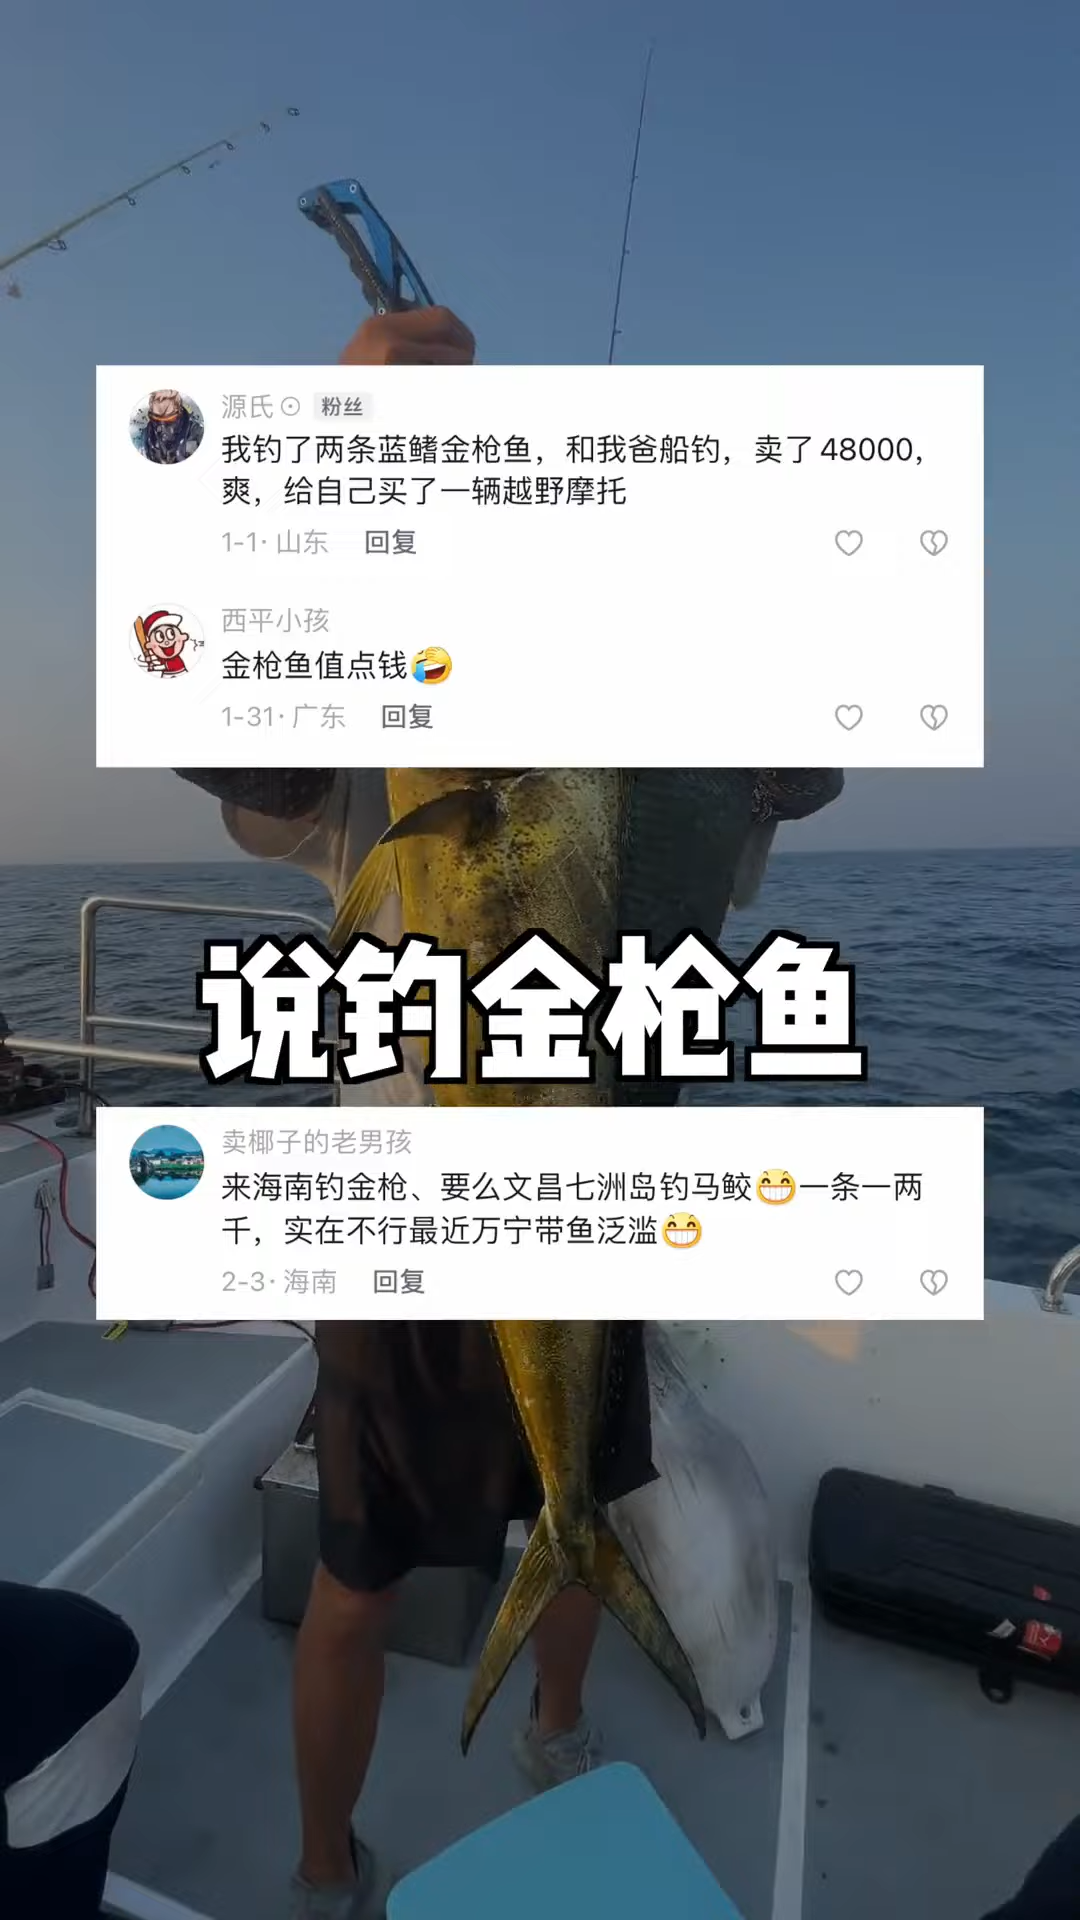 源氏 粉丝
我钓了两条蓝鳍金枪鱼，和我爸船钓，卖了48000，
爽，给自己买了一辆越野摩托
1-1·山东 回复
西平小孩
金枪鱼值点钱🤣
1-31·广东 回复
说钓金枪鱼
卖椰子的老男孩
来海南钓金枪、要么文昌七洲岛钓马鲛😁一条一两
千，实在不行最近万宁带鱼泛滥😁
2-3·海南 回复